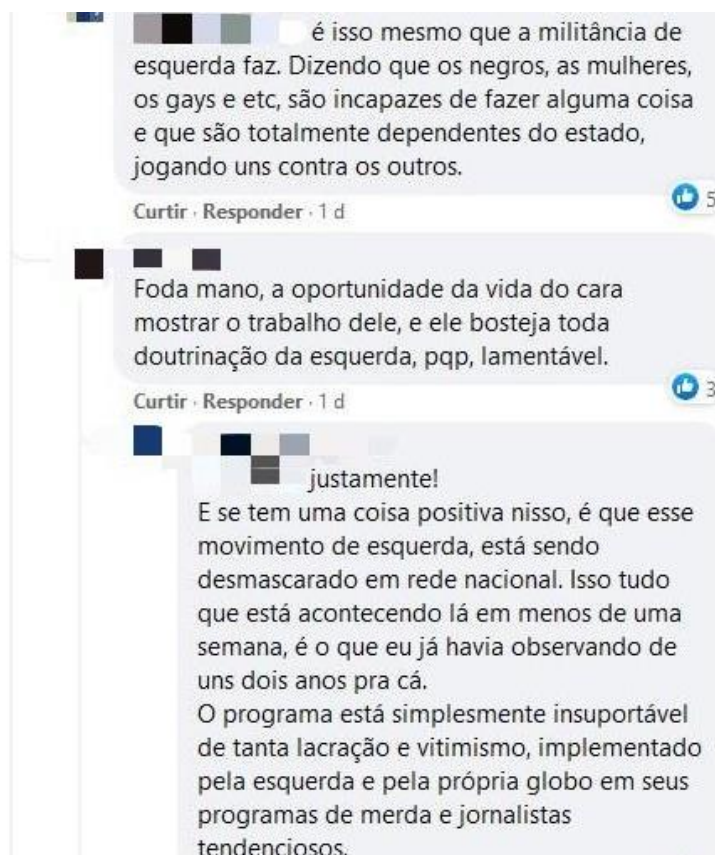 é isso mesmo que a militância de
esquerda faz. Dizendo que os negros, as mulheres,
os gays e etc, são incapazes de fazer alguma coisa
e que são totalmente dependentes do estado,
jogando uns contra os outros.
5
Curtir · Responder · 1 d
Foda mano, a oportunidade da vida do cara
mostrar o trabalho dele, e ele bosteja toda
doutrinação da esquerda, pqp, lamentável.
3
Curtir · Responder · 1 d
justamente!
E se tem uma coisa positiva nisso, é que esse
movimento de esquerda, está sendo
desmascarado em rede nacional. Isso tudo
que está acontecendo lá em menos de uma
semana, é o que eu já havia observando de
uns dois anos pra cá.
O programa está simplesmente insuportável
de tanta lacração e vitimismo, implementado
pela esquerda e pela própria globo em seus
programas de merda e jornalistas
tendenciosos.